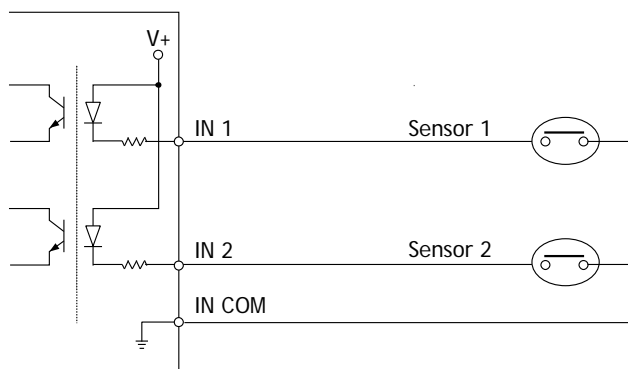 V+
IN 1
Sensor 1
IN 2
Sensor 2
IN COM